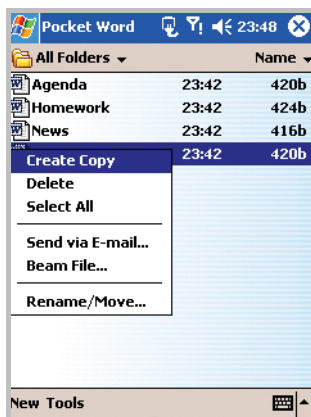 Pocket Word 23:48
All Folders Name
Agenda 23:42 420b
Homework 23:42 424b
News 23:42 416b
23:42 420b
Create Copy
Delete
Select All
Send via E-mail...
Beam File...
Rename/Move...
New Tools